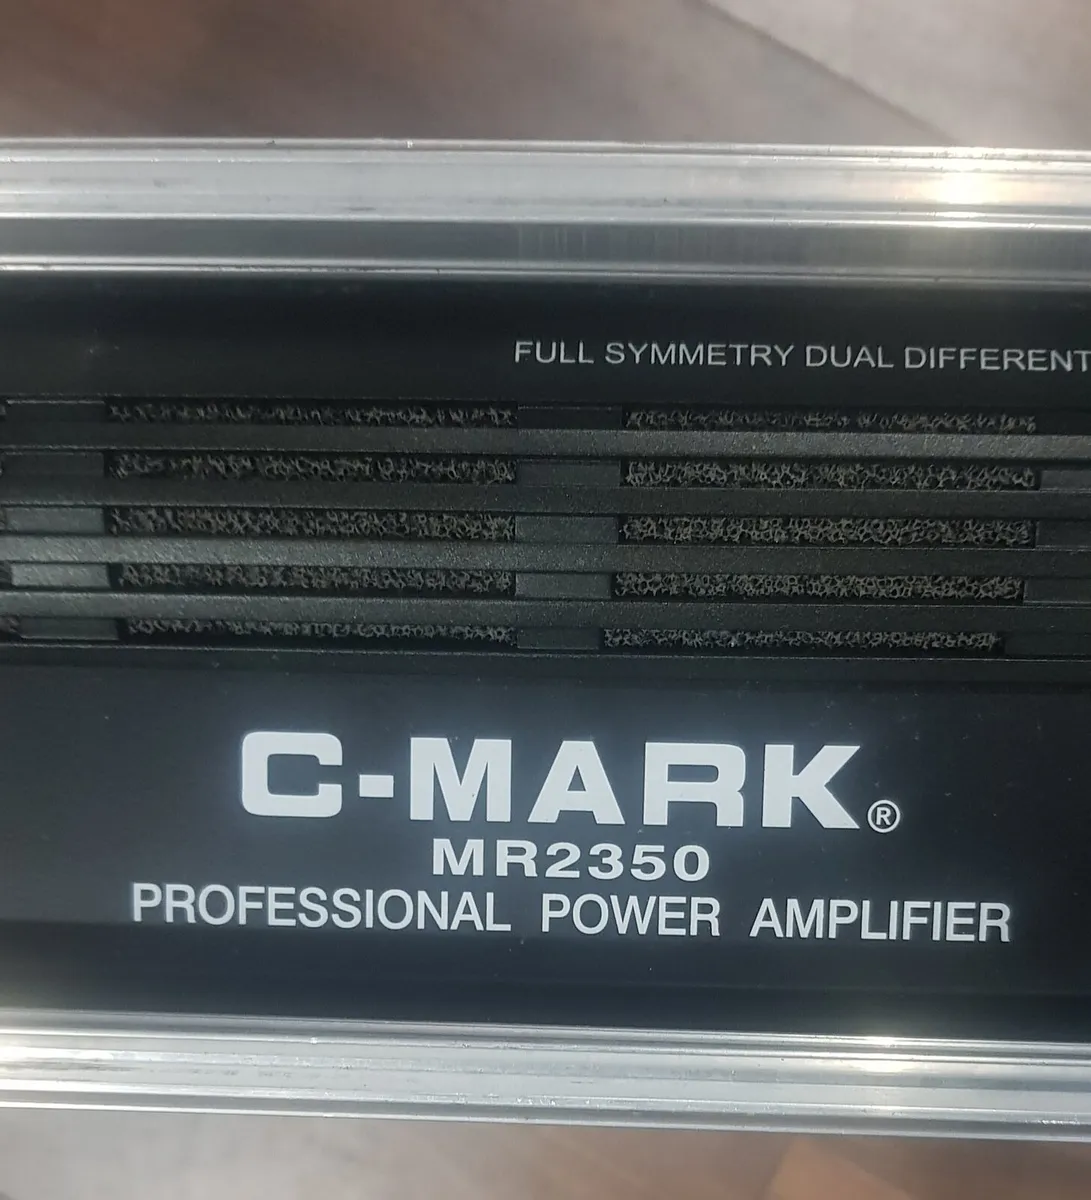 FULL SYMMETRY DUAL DIFFERENT
C-MARK®
MR2350
PROFESSIONAL POWER AMPLIFIER